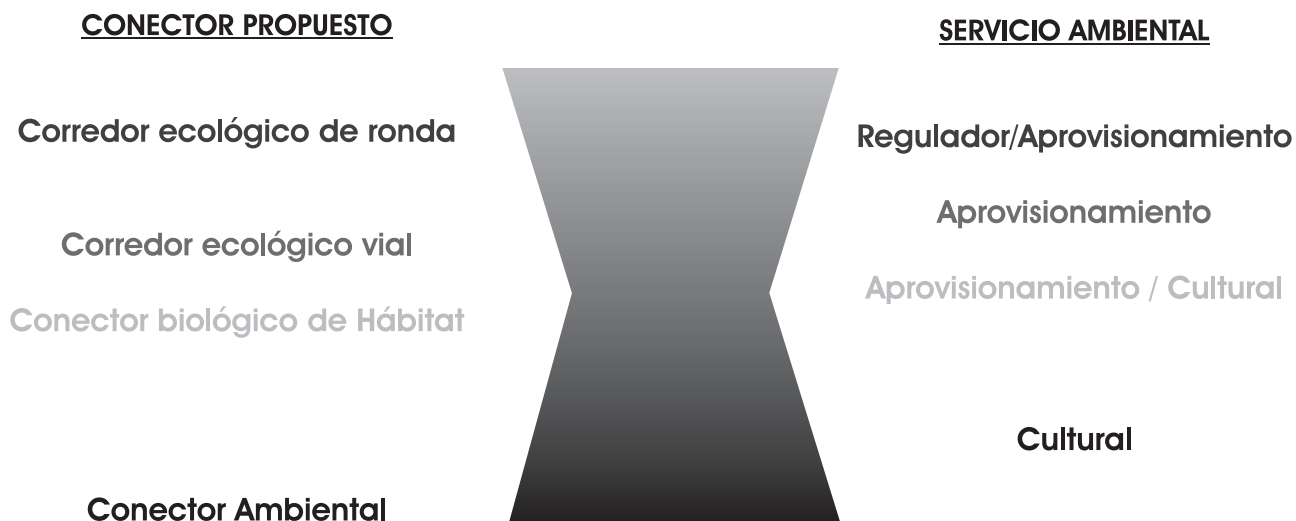 CONECTOR PROPUESTO
Corredor ecológico de ronda
Corredor ecológico vial
Conector biológico de Hábitat
Conector Ambiental
SERVICIO AMBIENTAL
Regulador/Aprovisionamiento
Aprovisionamiento
Aprovisionamiento / Cultural
Cultural